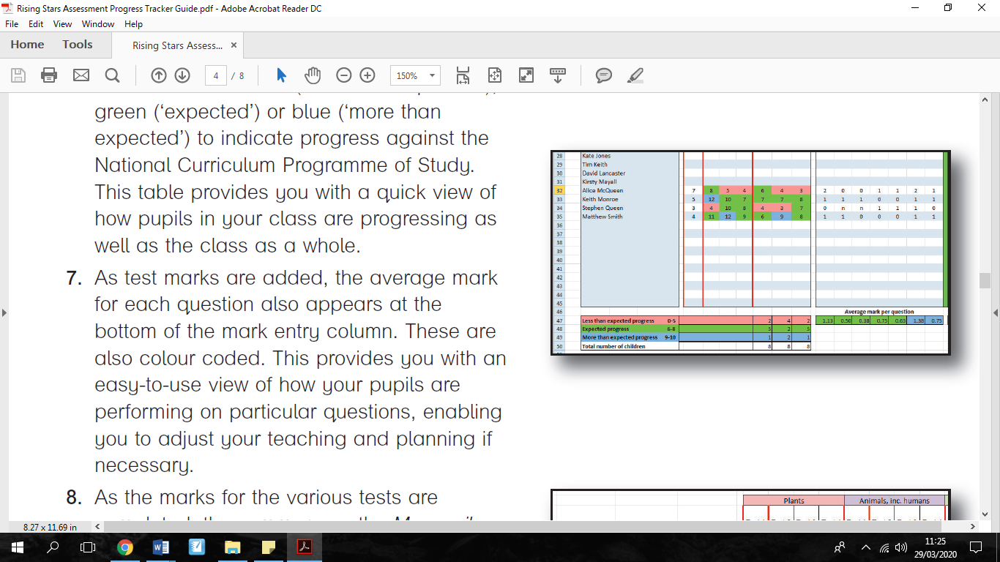 Rising Stars Assessment Progress Tracker Guide.pdf - Adobe Acrobat Reader DC
File Edit View Window Help
Home Tools Rising Stars Assess... ×
4 / 8 150%
green (‘expected’) or blue (‘more than
expected’) to indicate progress against the
National Curriculum Programme of Study.
This table provides you with a quick view of
how pupils in your class are progressing as
well as the class as a whole.
7. As test marks are added, the average mark
for each question also appears at the
bottom of the mark entry column. These are
also colour coded. This provides you with an
easy-to-use view of how your pupils are
performing on particular questions, enabling
you to adjust your teaching and planning if
necessary.
8. As the marks for the various tests are
28 Kate Jones
29 Tim Keith
30 David Lancaster
31 Kirsty Mayall
32 Alice McQueen 7 8 5 4 6 4 3 2 0 0 1 1 2 1
33 Keith Monroe 5 12 10 7 7 7 8 1 1 1 0 0 1 1
34 Stephen Queen 3 4 10 8 4 3 7 0 n n 1 1 1 0
35 Matthew Smith 4 11 12 9 6 9 8 1 1 0 0 0 1 1
36
37
38
39
40
41
42
43
44
45
46 Average mark per question
47 Less than expected progress 0-5 2 4 2 1.13 0.50 0.38 0.75 0.63 1.38 0.75
48 Expected progress 6-8 5 2 5
49 More than expected progress 9-10 1 2 1
50 Total number of children 8 8 8
Plants Animals, inc. humans
8.27 x 11.69 in
11:25
29/03/2020